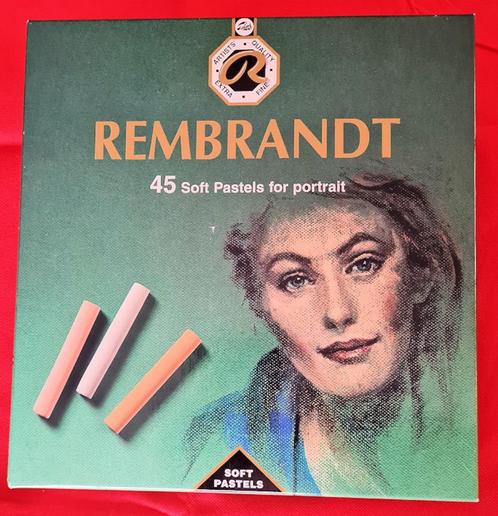 ARTISTS QUALITY
R
EXTRA FINE
REMBRANDT
45 Soft Pastels for portrait
SOFT
PASTELS